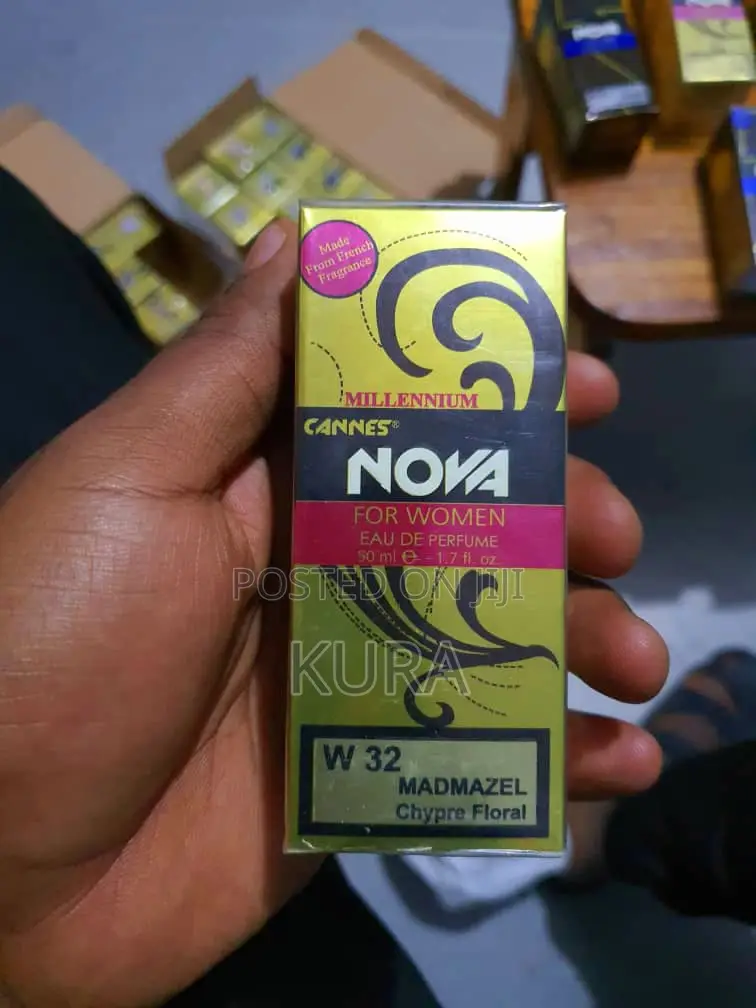 NOVA
Made
From French
Fragrance
MILLENNIUM
CANNES®
NOVA
FOR WOMEN
EAU DE PERFUME
50 ml ℮ - 1.7 fl. oz.
POSTED ON JIJI
KURA
W 32
MADMAZEL
Chypre Floral